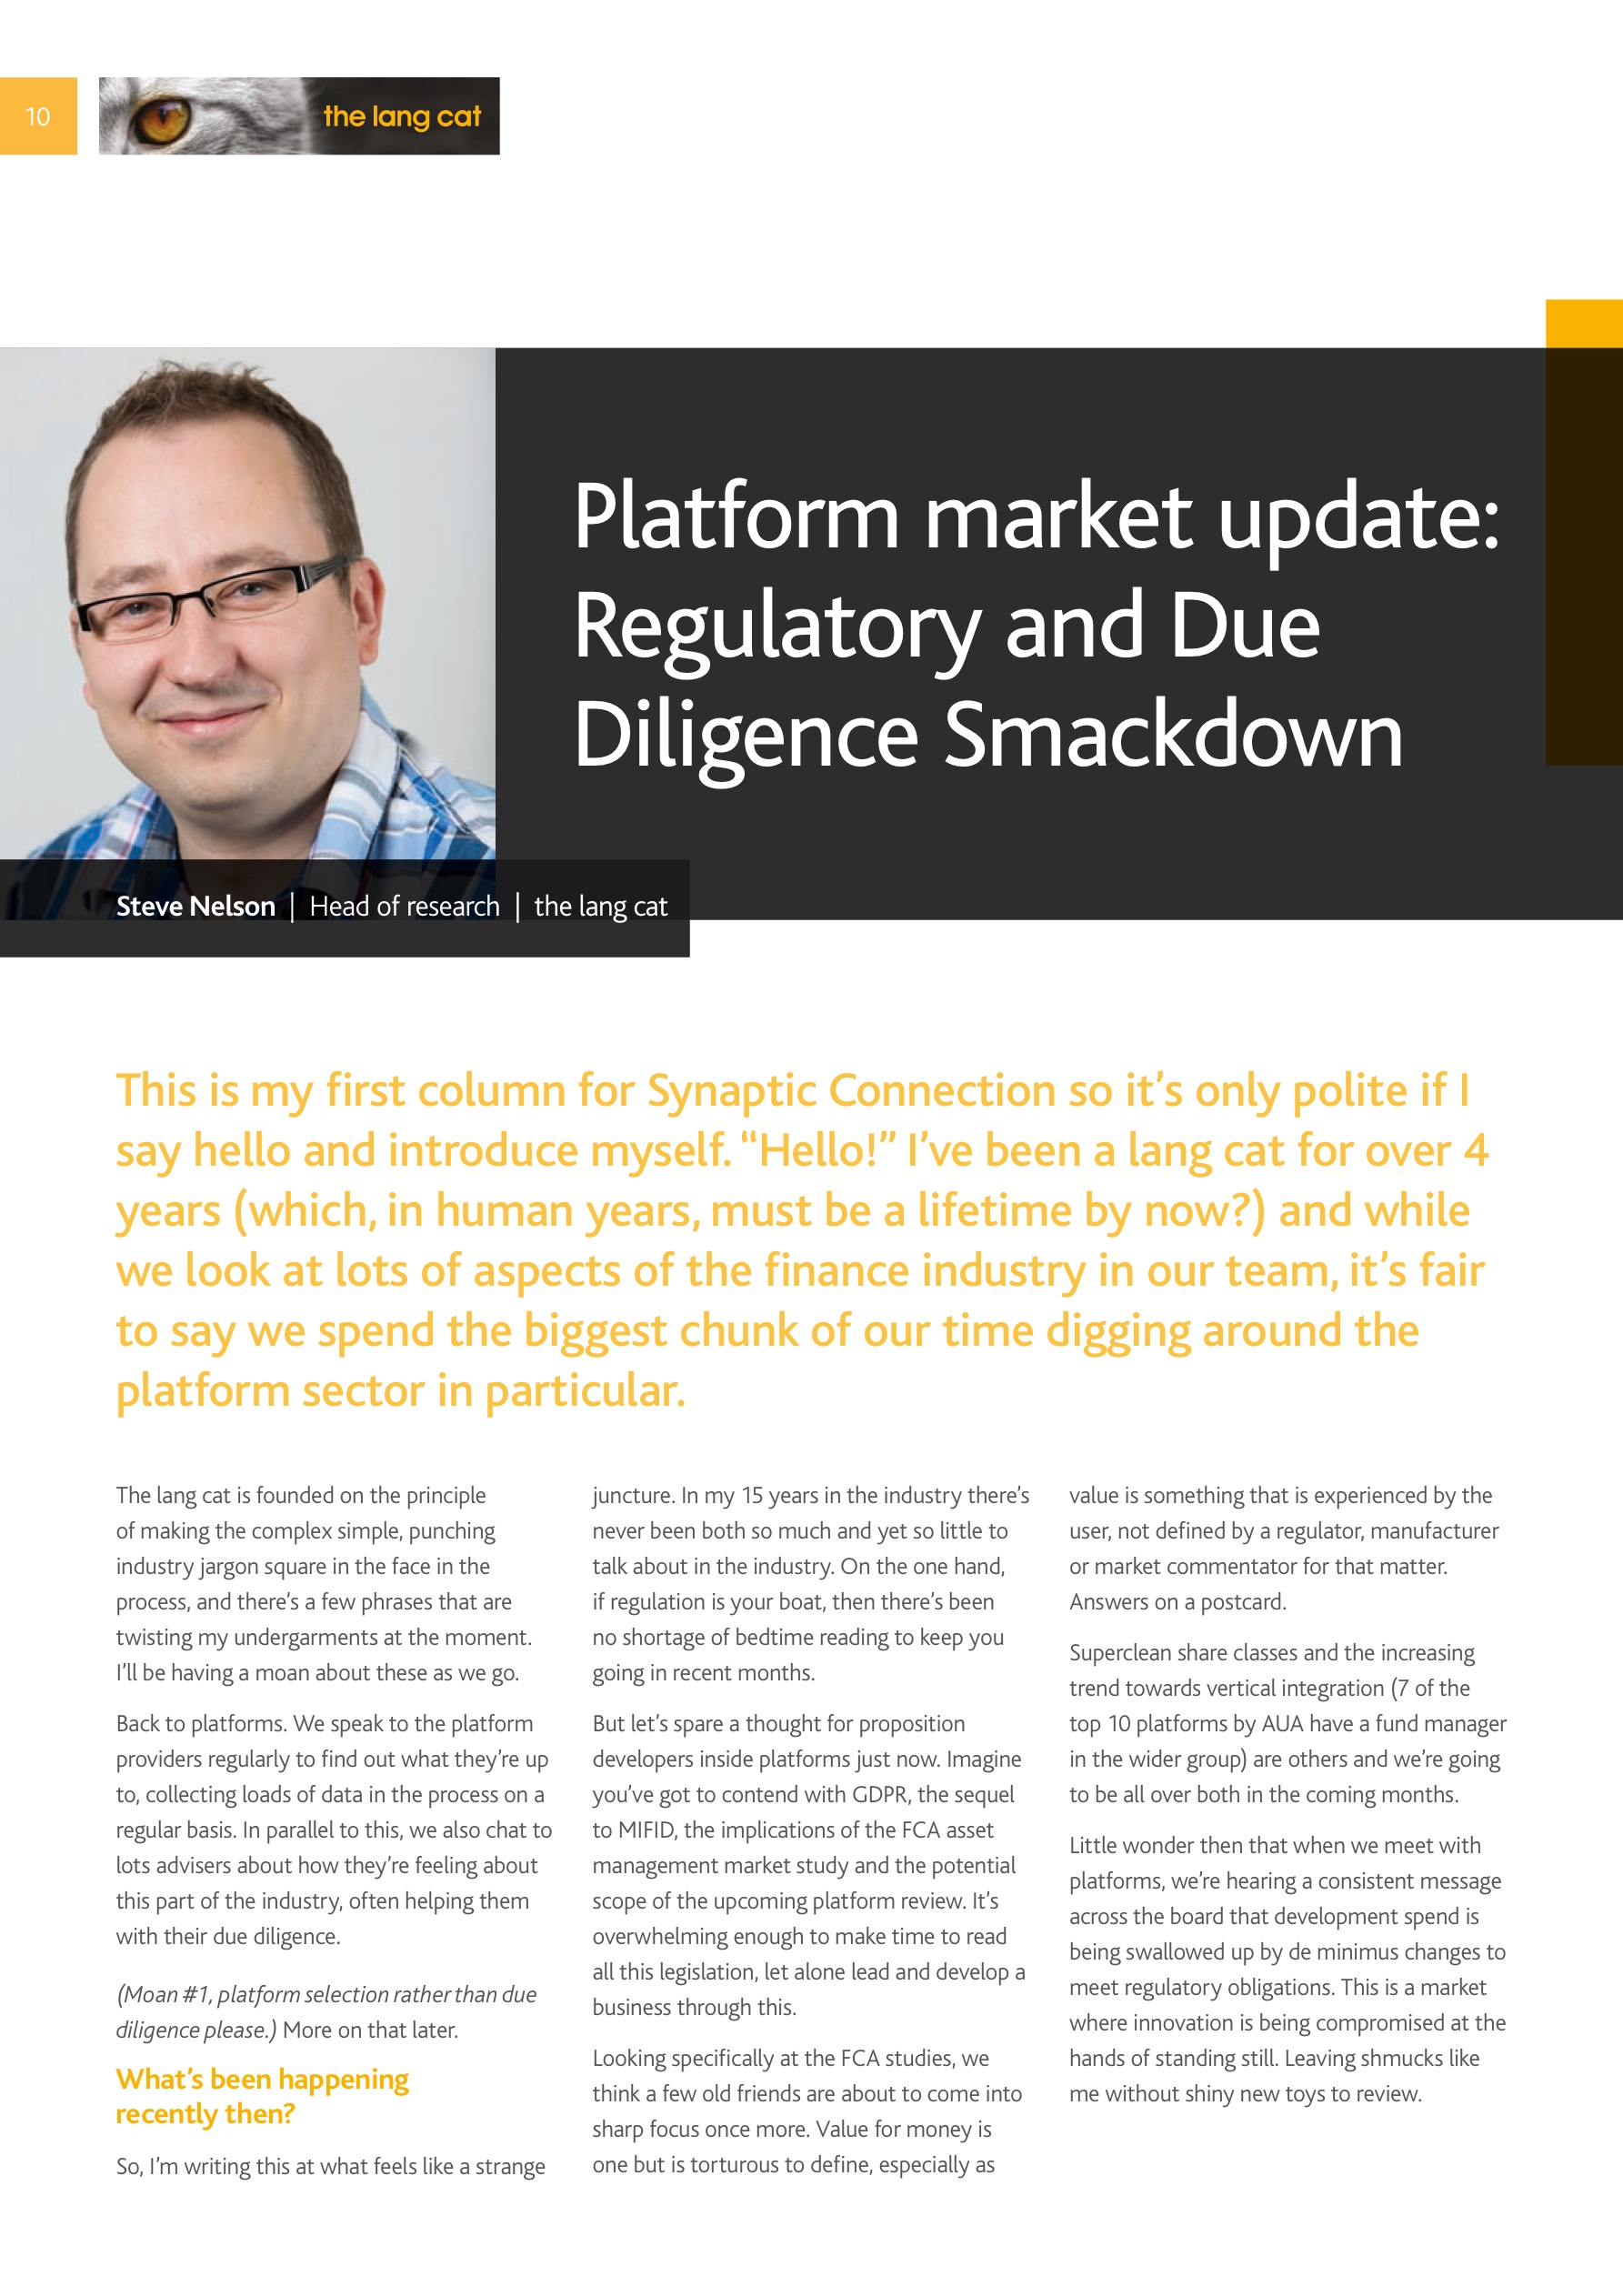 10
the lang cat
Platform market update:
Regulatory and Due
Diligence Smackdown
Steve Nelson | Head of research | the lang cat
This is my first column for Synaptic Connection so it’s only polite if I
say hello and introduce myself. “Hello!” I’ve been a lang cat for over 4
years (which, in human years, must be a lifetime by now?) and while
we look at lots of aspects of the finance industry in our team, it’s fair
to say we spend the biggest chunk of our time digging around the
platform sector in particular.
The lang cat is founded on the principle
of making the complex simple, punching
industry jargon square in the face in the
process, and there’s a few phrases that are
twisting my undergarments at the moment.
I’ll be having a moan about these as we go.
Back to platforms. We speak to the platform
providers regularly to find out what they’re up
to, collecting loads of data in the process on a
regular basis. In parallel to this, we also chat to
lots advisers about how they’re feeling about
this part of the industry, often helping them
with their due diligence.
(Moan #1, platform selection rather than due
diligence please.) More on that later.
What’s been happening
recently then?
So, I’m writing this at what feels like a strange
juncture. In my 15 years in the industry there’s
never been both so much and yet so little to
talk about in the industry. On the one hand,
if regulation is your boat, then there’s been
no shortage of bedtime reading to keep you
going in recent months.
But let’s spare a thought for proposition
developers inside platforms just now. Imagine
you’ve got to contend with GDPR, the sequel
to MIFID, the implications of the FCA asset
management market study and the potential
scope of the upcoming platform review. It’s
overwhelming enough to make time to read
all this legislation, let alone lead and develop a
business through this.
Looking specifically at the FCA studies, we
think a few old friends are about to come into
sharp focus once more. Value for money is
one but is torturous to define, especially as
value is something that is experienced by the
user, not defined by a regulator, manufacturer
or market commentator for that matter.
Answers on a postcard.
Superclean share classes and the increasing
trend towards vertical integration (7 of the
top 10 platforms by AUA have a fund manager
in the wider group) are others and we’re going
to be all over both in the coming months.
Little wonder then that when we meet with
platforms, we’re hearing a consistent message
across the board that development spend is
being swallowed up by de minimus changes to
meet regulatory obligations. This is a market
where innovation is being compromised at the
hands of standing still. Leaving shmucks like
me without shiny new toys to review.